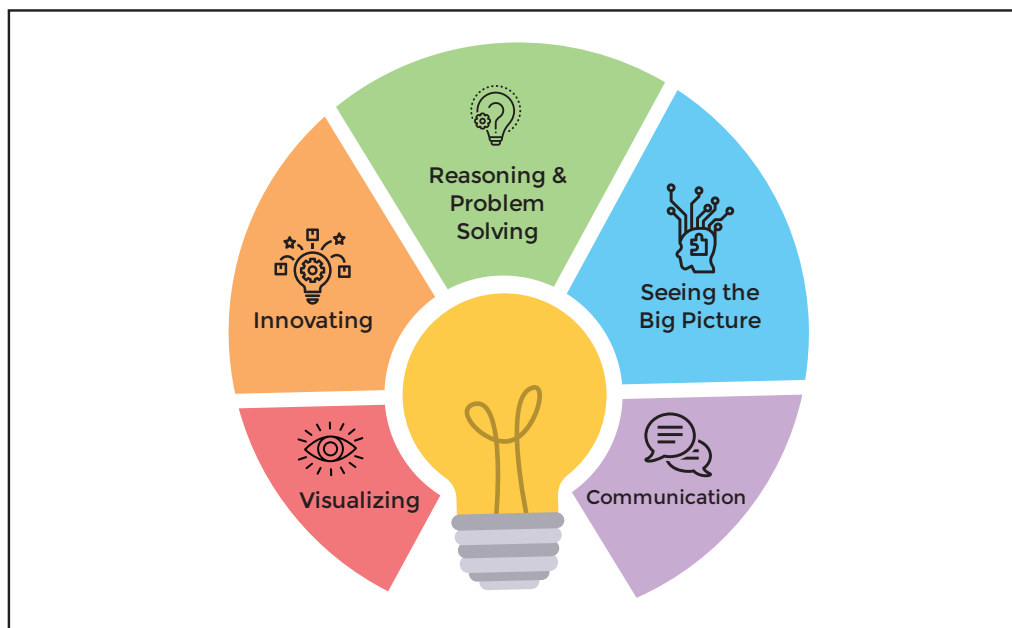 Reasoning &
Problem
Solving
Innovating
Seeing the
Big Picture
Visualizing
Communication